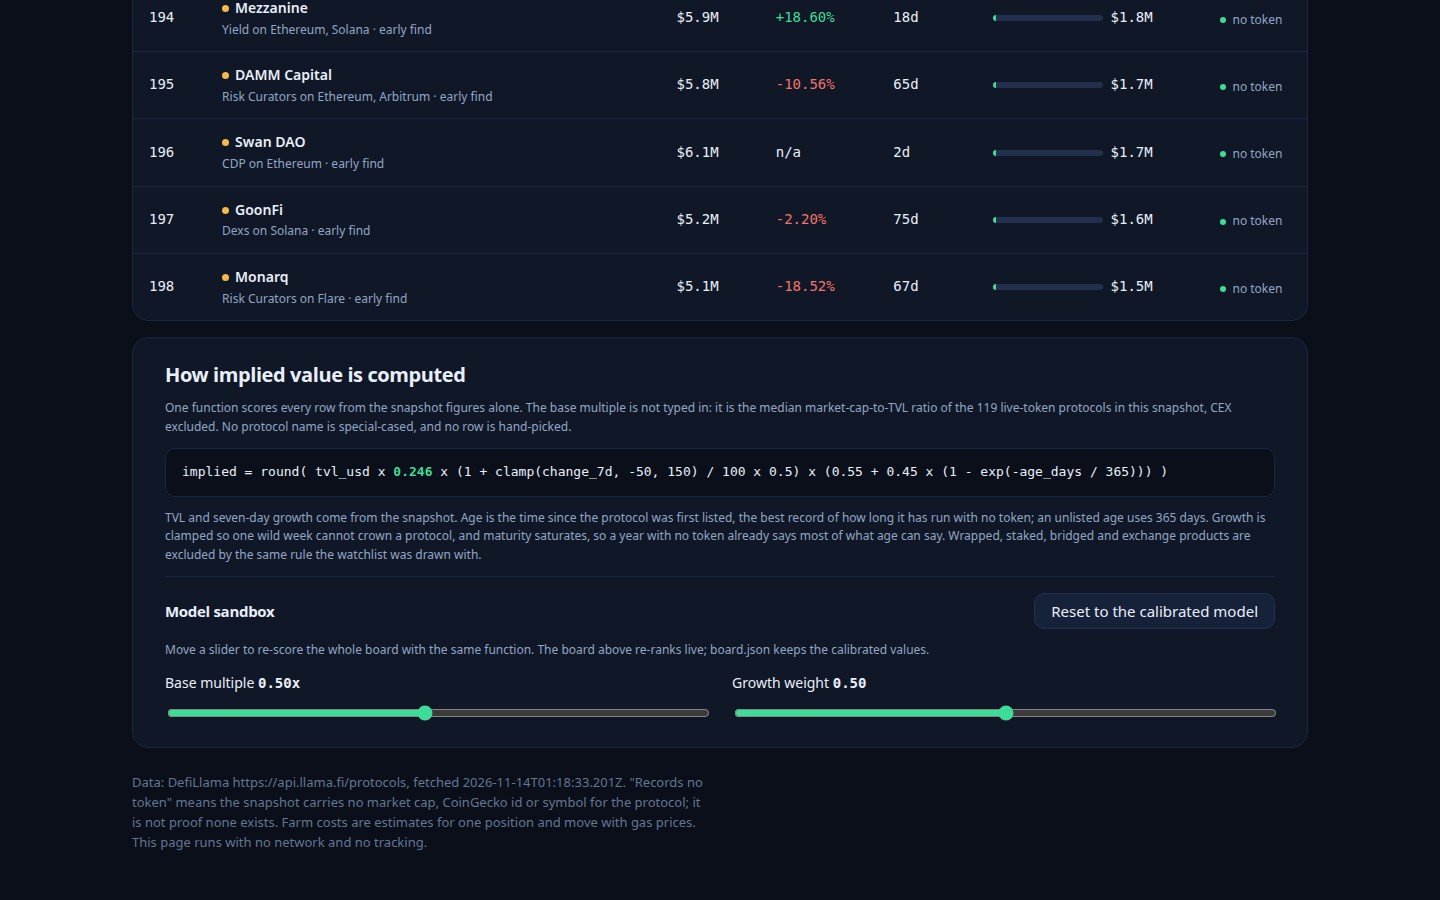 194
Mezzanine
$5.9M
+18.60%
18d
$1.8M
no token
Yield on Ethereum, Solana · early find
195
DAMM Capital
$5.8M
-10.56%
65d
$1.7M
no token
Risk Curators on Ethereum, Arbitrum · early find
196
Swan DAO
$6.1M
n/a
2d
$1.7M
no token
CDP on Ethereum · early find
197
GoonFi
$5.2M
-2.20%
75d
$1.6M
no token
Dexs on Solana · early find
198
Monarq
$5.1M
-18.52%
67d
$1.5M
no token
Risk Curators on Flare · early find
How implied value is computed
One function scores every row from the snapshot figures alone. The base multiple is not typed in: it is the median market-cap-to-TVL ratio of the 119 live-token protocols in this snapshot, CEX
excluded. No protocol name is special-cased, and no row is hand-picked.
implied = round( tvl_usd x 0.246 x (1 + clamp(change_7d, -50, 150) / 100 x 0.5) x (0.55 + 0.45 x (1 - exp(-age_days / 365))) )
TVL and seven-day growth come from the snapshot. Age is the time since the protocol was first listed, the best record of how long it has run with no token; an unlisted age uses 365 days. Growth is
clamped so one wild week cannot crown a protocol, and maturity saturates, so a year with no token already says most of what age can say. Wrapped, staked, bridged and exchange products are
excluded by the same rule the watchlist was drawn with.
Model sandbox
Reset to the calibrated model
Move a slider to re-score the whole board with the same function. The board above re-ranks live; board.json keeps the calibrated values.
Base multiple 0.50x
Growth weight 0.50
Data: DefiLlama https://api.llama.fi/protocols, fetched 2026-11-14T01:18:33.201Z. "Records no
token" means the snapshot carries no market cap, CoinGecko id or symbol for the protocol; it
is not proof none exists. Farm costs are estimates for one position and move with gas prices.
This page runs with no network and no tracking.